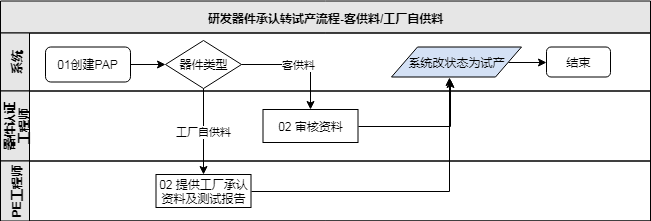 研发器件承认转试产流程-客供料/工厂自供料
系统
01创建PAP
器件类型
客供料
系统改状态为试产
结束
器件认证
工程师
工厂自供料
02 审核资料
PE工程师
02 提供工厂承认
资料及测试报告